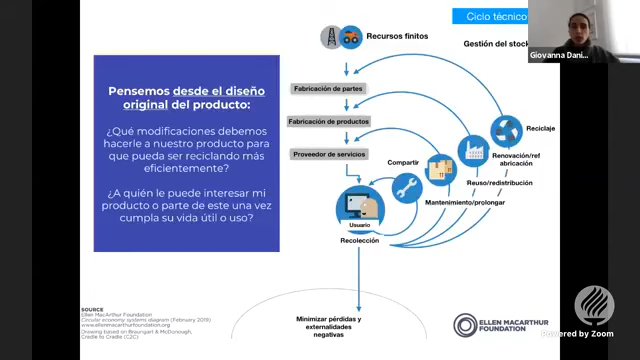 Ciclo técnico
Recursos finitos
Gestión del stock
Giovanna Dani...
Pensemos desde el diseño
original del producto:
¿Qué modificaciones debemos
hacerle a nuestro producto para
que pueda ser reciclando más
eficientemente?
¿A quién le puede interesar mi
producto o parte de este una vez
cumpla su vida útil o uso?
Fabricación de partes
Fabricación de productos
Proveedor de servicios
Reciclaje
Renovación/ref
abricación
Compartir
Reuso/redistribución
Mantenimiento/prolongar
Usuario
Recolección
Minimizar pérdidas y
externalidades
negativas
SOURCE
Ellen MacArthur Foundation
Circular economy systems diagram (February 2019)
www.ellenmacarthurfoundation.org
Drawing based on Braungart & McDonough,
Cradle to Cradle (C2C)
ELLEN MACARTHUR
FOUNDATION
Powered by Zoom